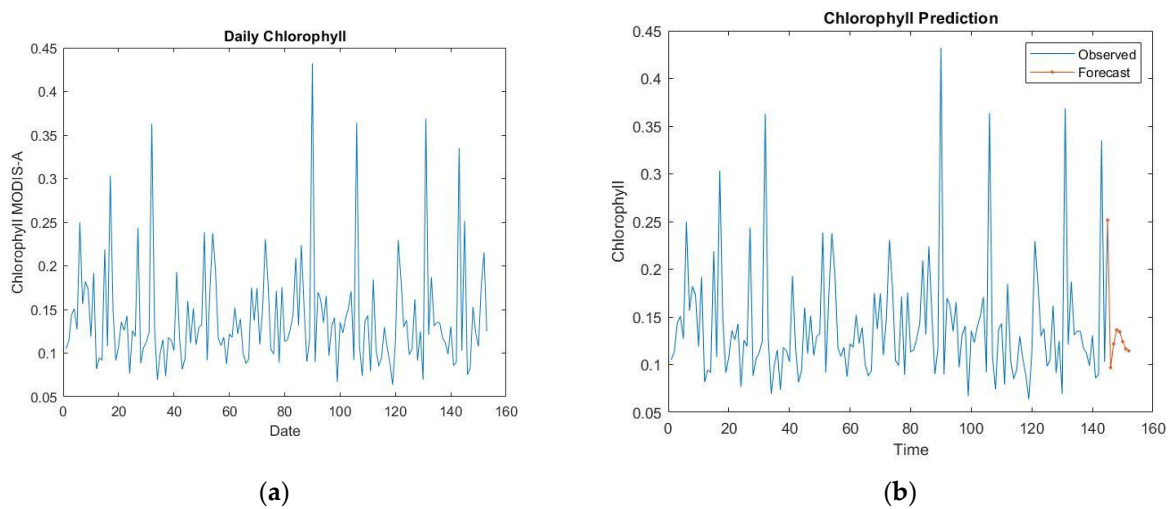 Daily Chlorophyll
Chlorophyll MODIS-A
0.45
0.4
0.35
0.3
0.25
0.2
0.15
0.1
0.05
0 20 40 60 80 100 120 140 160
Date
(a)
Chlorophyll Prediction
Chlorophyll
0.45
0.4
0.35
0.3
0.25
0.2
0.15
0.1
0.05
Observed
Forecast
0 20 40 60 80 100 120 140 160
Time
(b)